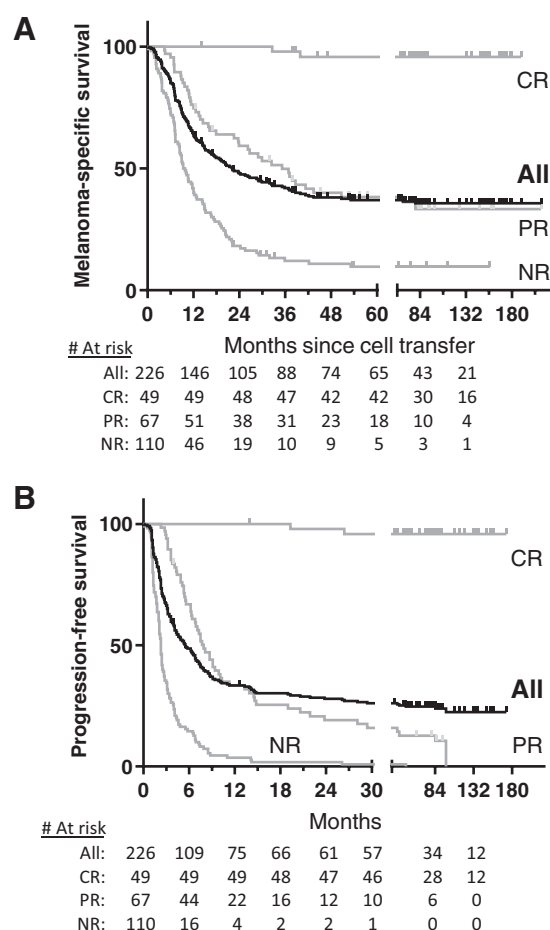 A
Melanoma-specific survival
100
50
0
CR
All
PR
NR
0 12 24 36 48 60 84 132 180
# At risk
Months since cell transfer
All: 226 146 105 88 74 65 43 21
CR: 49 49 48 47 42 42 30 16
PR: 67 51 38 31 23 18 10 4
NR: 110 46 19 10 9 5 3 1
B
Progression-free survival
100
50
0
CR
All
NR
PR
0 6 12 18 24 30 84 132 180
# At risk
Months
All: 226 109 75 66 61 57 34 12
CR: 49 49 49 48 47 46 28 12
PR: 67 44 22 16 12 10 6 0
NR: 110 16 4 2 2 1 0 0